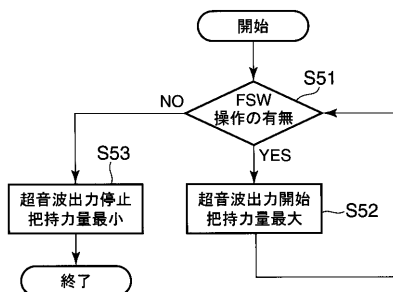 開始
S51
FSW
操作の有無
NO
YES
S53
超音波出力停止
把持力量最小
超音波出力開始
把持力量最大
S52
終了